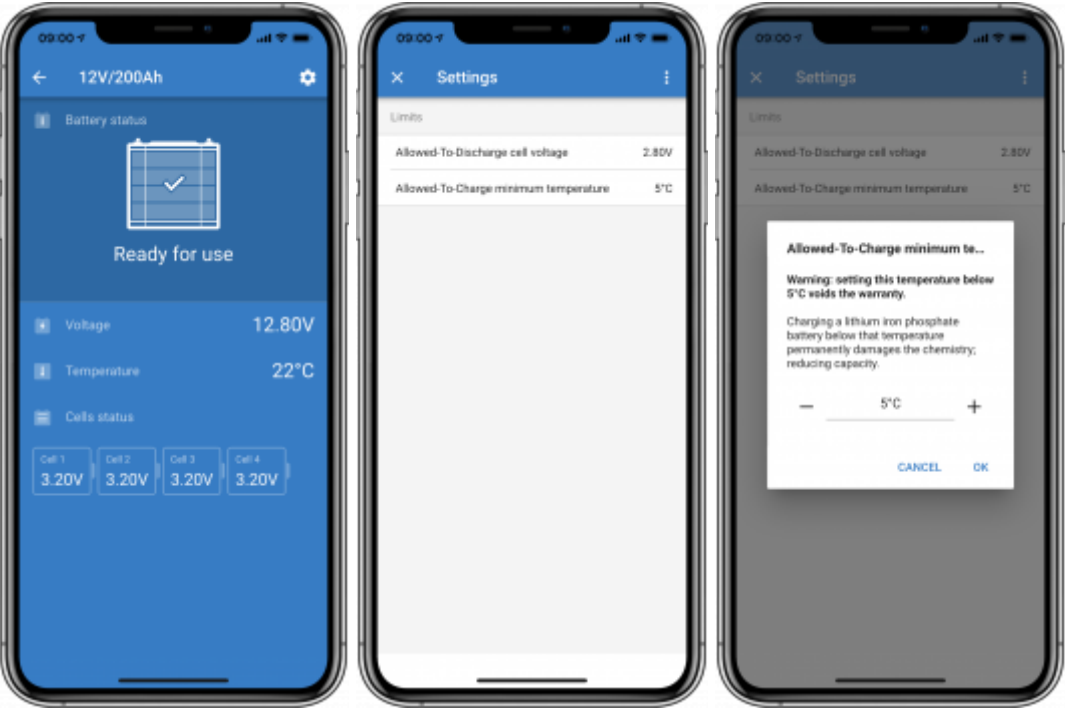 09:00
12V/200Ah
Battery status
Ready for use
Voltage 12.80V
Temperature 22°C
Cells status
Cell 1 Cell 2 Cell 3 Cell 4
3.20V 3.20V 3.20V 3.20V
09:00
Settings
Limits
Allowed-To-Discharge cell voltage 2.80V
Allowed-To-Charge minimum temperature 5°C
09:00
Settings
Limits
Allowed-To-Discharge cell voltage 2.80V
Allowed-To-Charge minimum temperature 5°C
Allowed-To-Charge minimum te...
Warning: setting this temperature below
5°C voids the warranty.
Charging a lithium iron phosphate
battery below that temperature
permanently damages the chemistry;
reducing capacity.
5°C
CANCEL OK